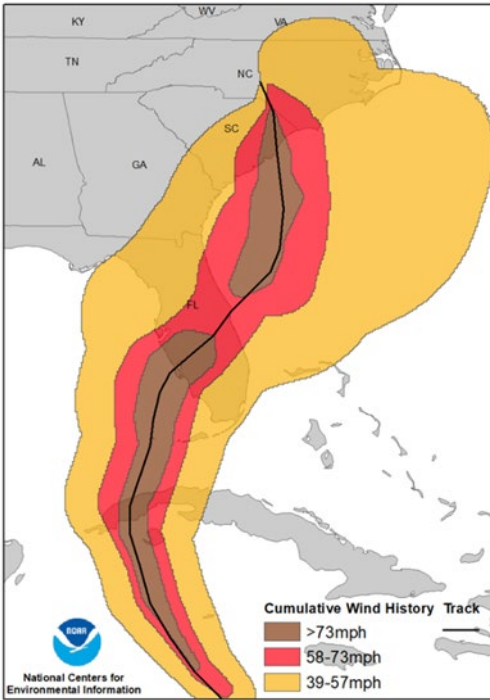 KY
WV
VA
TN
NC
SC
AL
GA
FL
NOAA
National Centers for
Environmental Information
Cumulative Wind History Track
>73mph
58-73mph
39-57mph